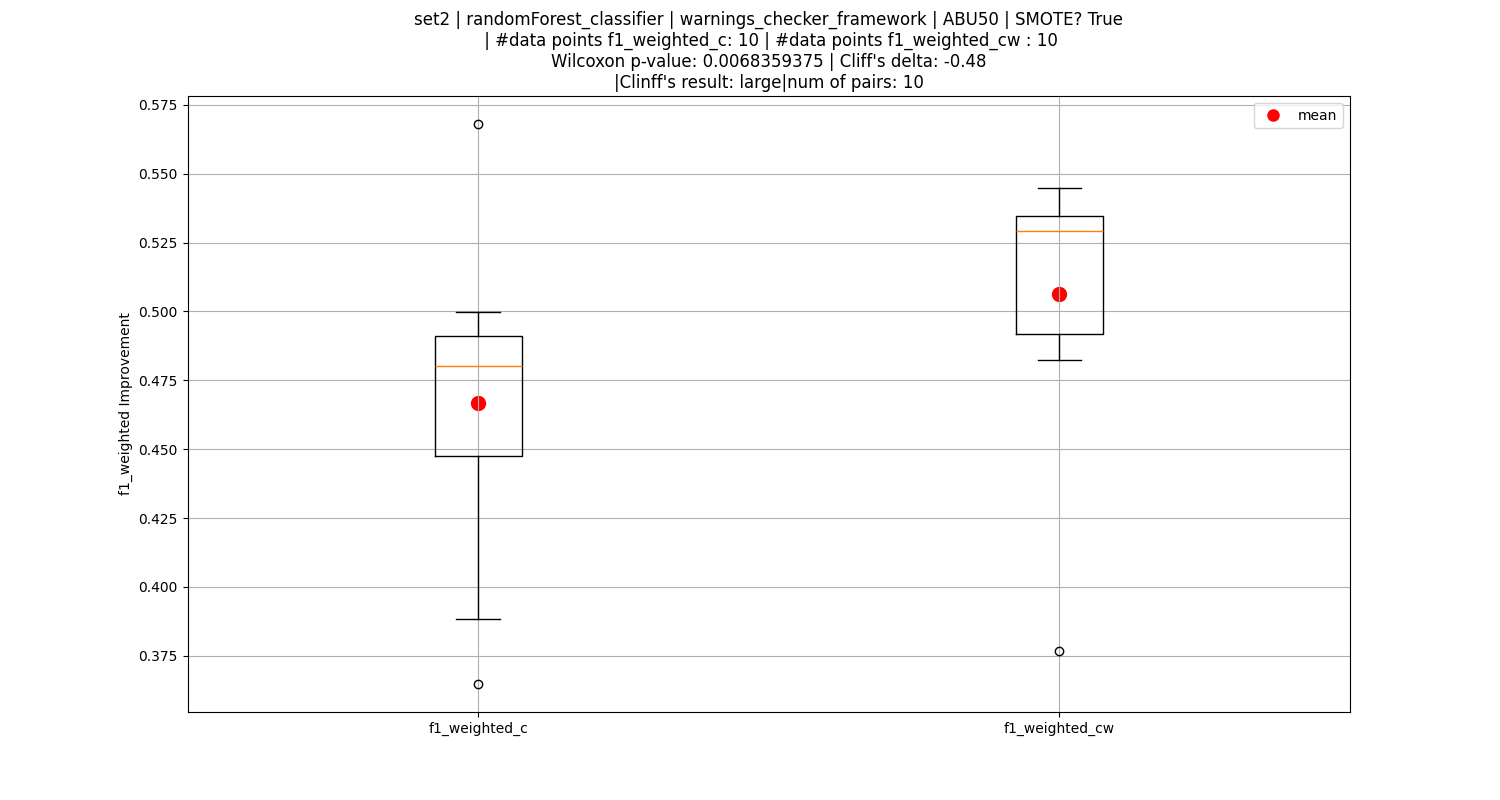 set2 | randomForest_classifier | warnings_checker_framework | ABU50 | SMOTE? True
| #data points f1_weighted_c: 10 | #data points f1_weighted_cw : 10
Wilcoxon p-value: 0.0068359375 | Cliff's delta: -0.48
|Clinff's result: large|num of pairs: 10
mean
0.575
0.550
0.525
0.500
0.475
0.450
0.425
0.400
0.375
f1_weighted Improvement
f1_weighted_c
f1_weighted_cw